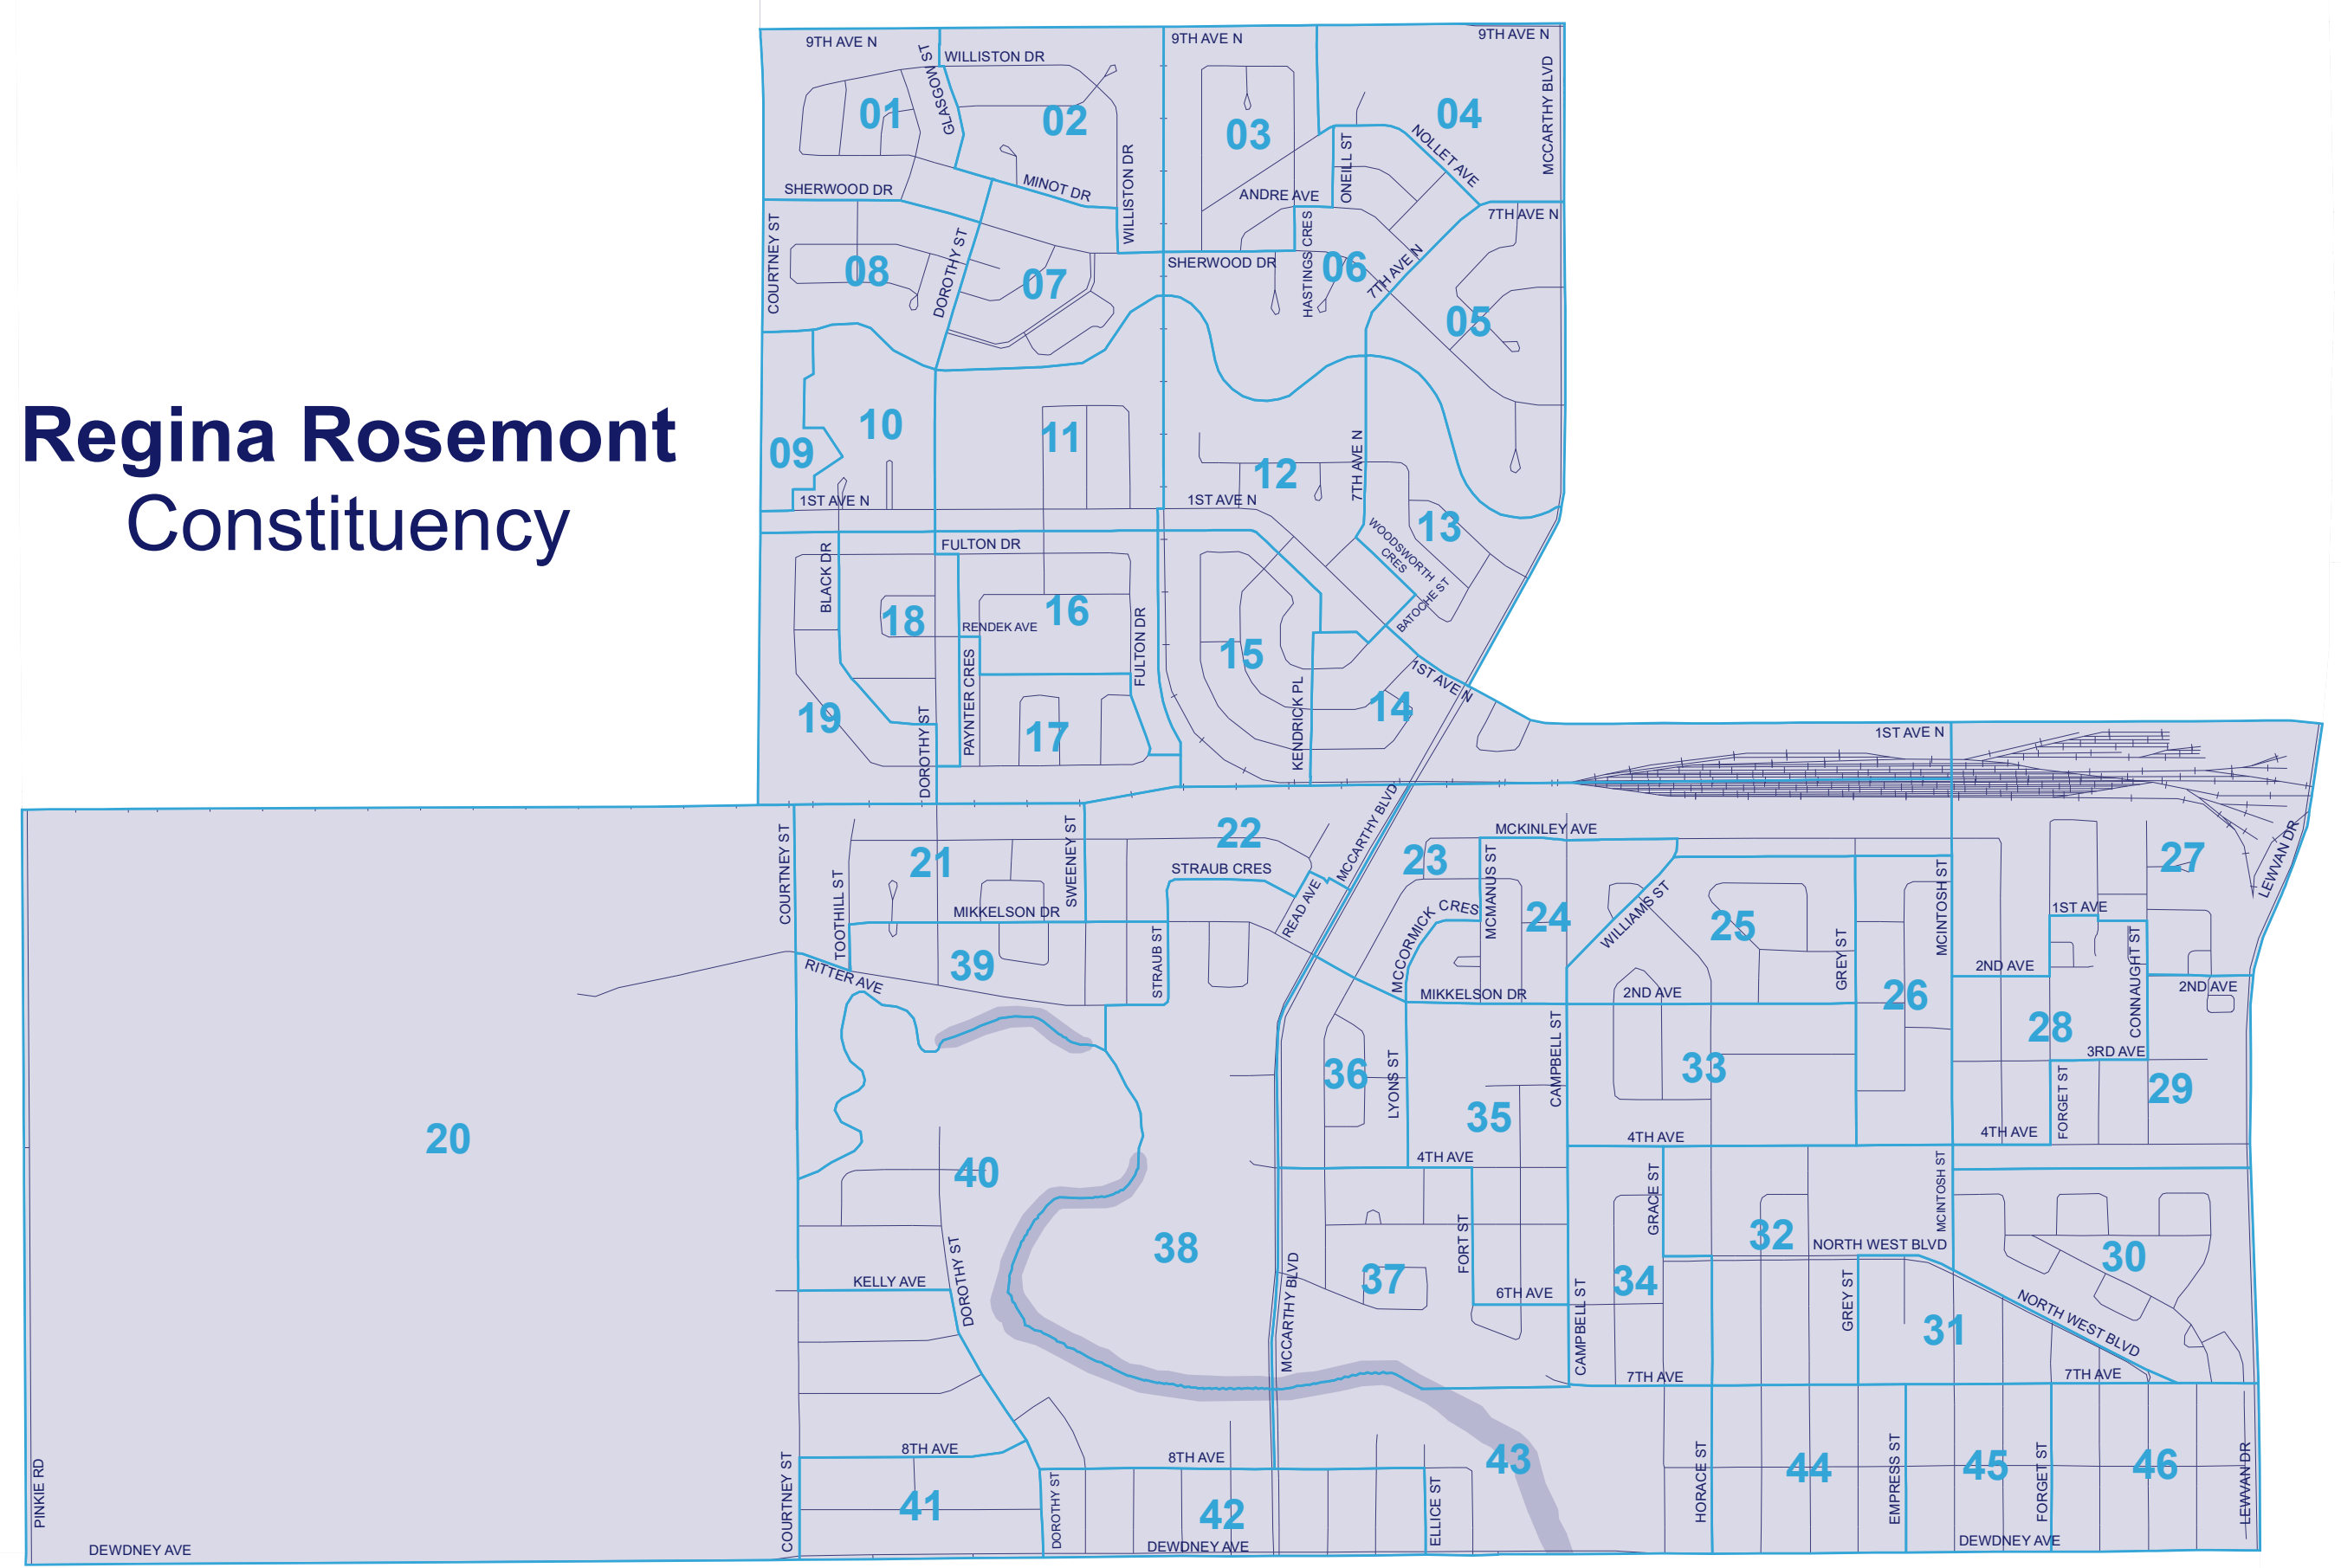 Regina Rosemont
Constituency
9TH AVE N
9TH AVE N
9TH AVE N
GLASGOW ST
WILLISTON DR
MCCARTHY BLVD
01
02
03
04
NOLLET AVE
ONEILL ST
WILLISTON DR
MINOT DR
SHERWOOD DR
ANDRE AVE
7TH AVE N
COURTNEY ST
DOROTHY ST
HASTINGS CRES
SHERWOOD DR
7TH AVE N
08
07
06
05
10
11
09
12
7TH AVE N
1ST AVE N
1ST AVE N
13
WOODSWORTH
CRES
BATOCHE ST
FULTON DR
BLACK DR
18
16
RENDEK AVE
FULTON DR
15
PAYNTER CRES
1ST AVE N
KENDRICK PL
14
19
17
DOROTHY ST
1ST AVE N
MCCARTHY BLVD
COURTNEY ST
TOOTHILL ST
21
SWEENEY ST
22
STRAUB CRES
READ AVE
23
MCKINLEY AVE
MCMANUS ST
MCCORMICK
CRES
24
WILLIAMS ST
25
GREY ST
MCINTOSH ST
27
LEWVAN DR
1ST AVE
MIKKELSON DR
39
STRAUB ST
RITTER AVE
MIKKELSON DR
2ND AVE
26
2ND AVE
CONNAUGHT ST
2ND AVE
28
3RD AVE
36
LYONS ST
CAMPBELL ST
33
35
29
FORGET ST
20
4TH AVE
4TH AVE
4TH AVE
40
GRACE ST
MCINTOSH ST
38
MCCARTHY BLVD
FORT ST
32
NORTH WEST BLVD
30
DOROTHY ST
KELLY AVE
37
6TH AVE
CAMPBELL ST
34
GREY ST
31
NORTH WEST BLVD
7TH AVE
7TH AVE
8TH AVE
8TH AVE
43
PINKIE RD
COURTNEY ST
41
DOROTHY ST
42
ELLICE ST
HORACE ST
44
EMPRESS ST
45
FORGET ST
46
LEWVAN DR
DEWDNEY AVE
DEWDNEY AVE
DEWDNEY AVE